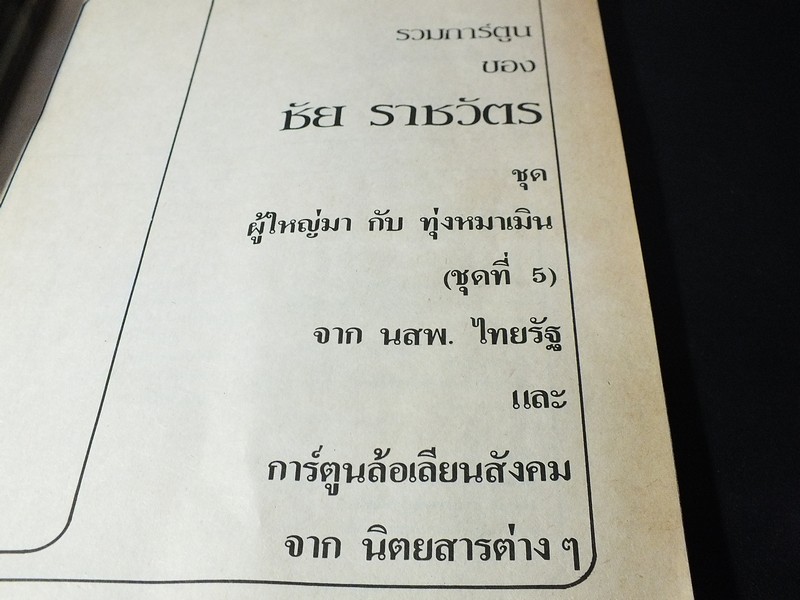 รวมการ์ตูน
ของ
ชัย ราชวัตร
ชุด
ผู้ใหญ่มา กับ ทุ่งหมาเมิน
(ชุดที่ 5)
จาก นสพ. ไทยรัฐ
และ
การ์ตูนล้อเลียนสังคม
จาก นิตยสารต่าง ๆ